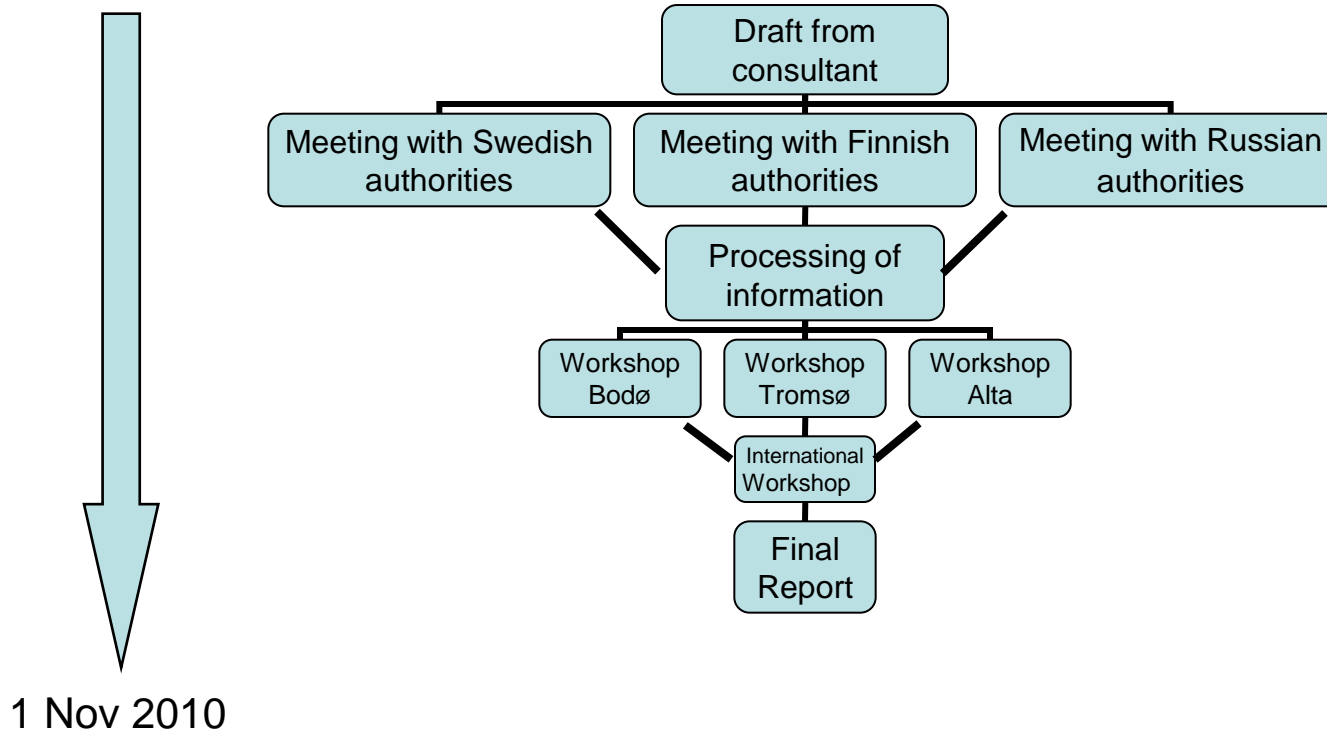 Draft from
consultant
Meeting with Swedish
authorities
Meeting with Finnish
authorities
Meeting with Russian
authorities
Processing of
information
Workshop
Bodø
Workshop
Tromsø
Workshop
Alta
International
Workshop
Final
Report
1 Nov 2010